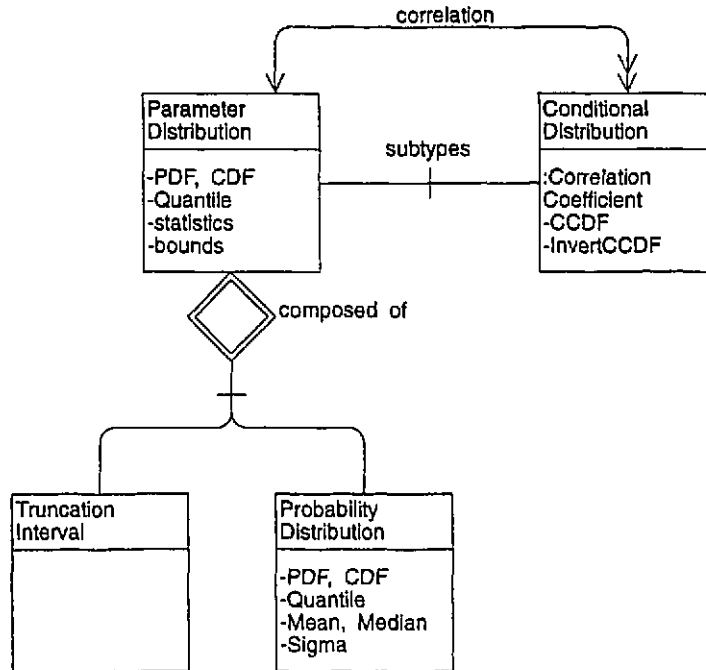 correlation
Parameter
Distribution
-PDF, CDF
-Quantile
-statistics
-bounds
subtypes
Conditional
Distribution
:Correlation
Coefficient
-CCDF
-InvertCCDF
composed of
Truncation
Interval
Probability
Distribution
-PDF, CDF
-Quantile
-Mean, Median
-Sigma